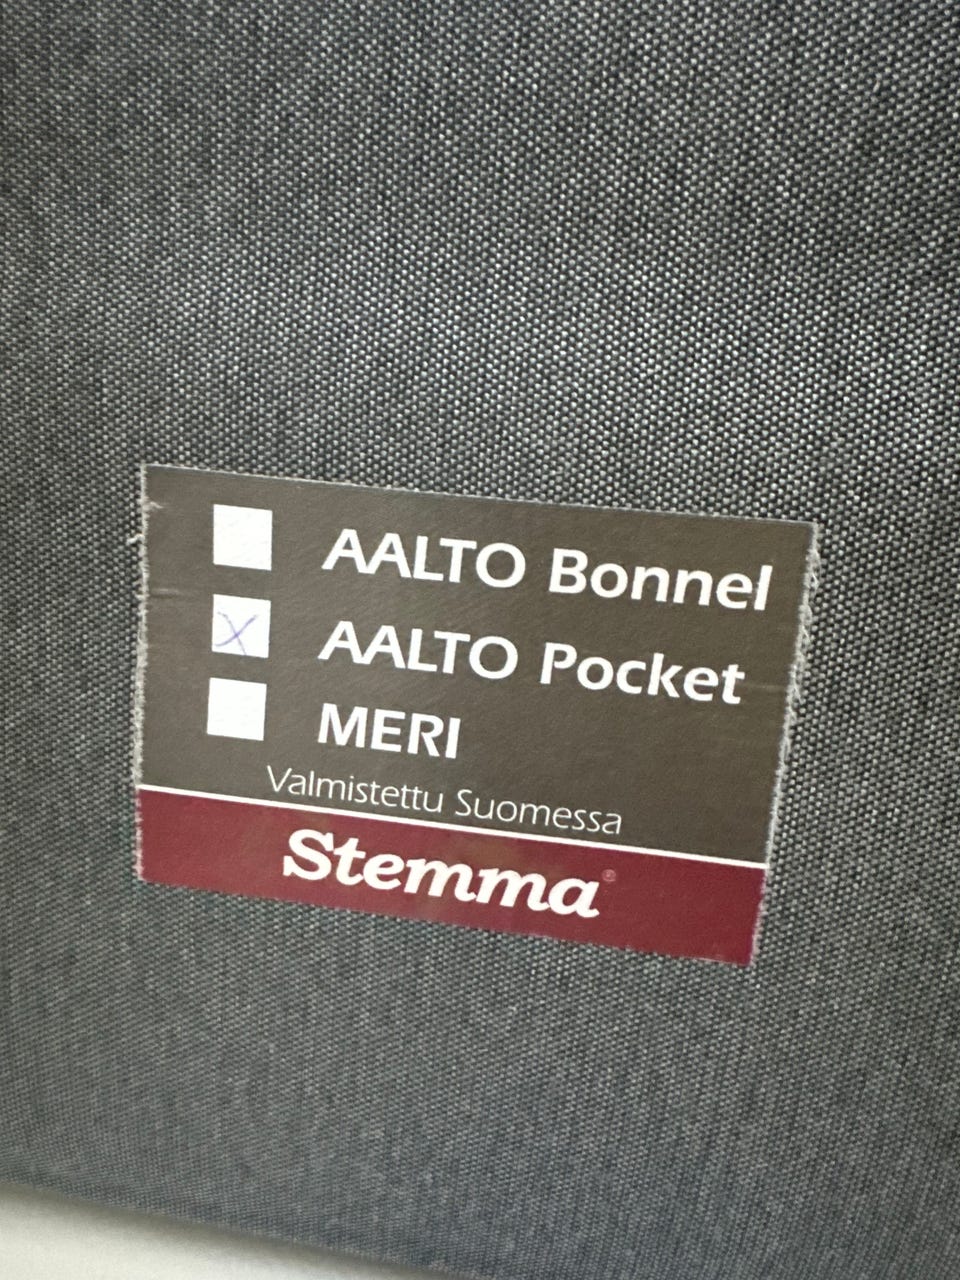 AALTO Bonnel
X AALTO Pocket
MERI
Valmistettu Suomessa
Stemma®